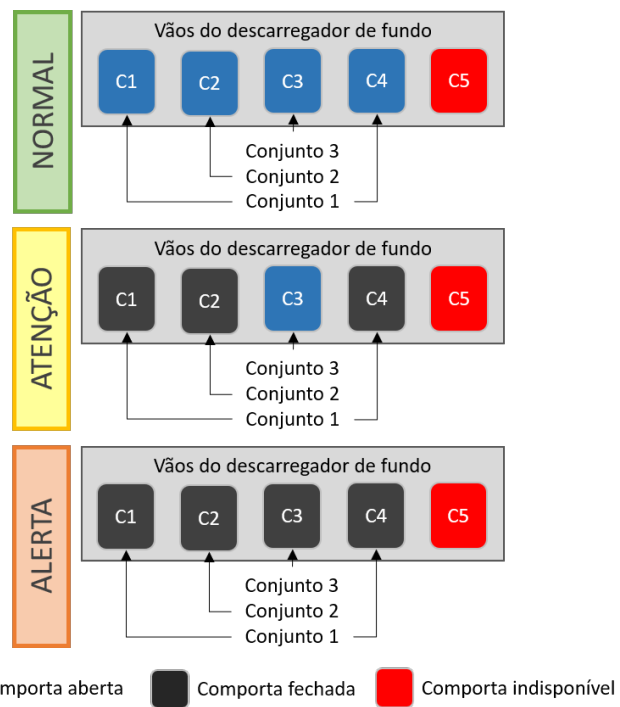 NORMAL
Vãos do descarregador de fundo
C1 C2 C3 C4 C5
Conjunto 3
Conjunto 2
Conjunto 1
ATENÇÃO
Vãos do descarregador de fundo
C1 C2 C3 C4 C5
Conjunto 3
Conjunto 2
Conjunto 1
ALERTA
Vãos do descarregador de fundo
C1 C2 C3 C4 C5
Conjunto 3
Conjunto 2
Conjunto 1
mporta aberta Comporta fechada Comporta indisponível